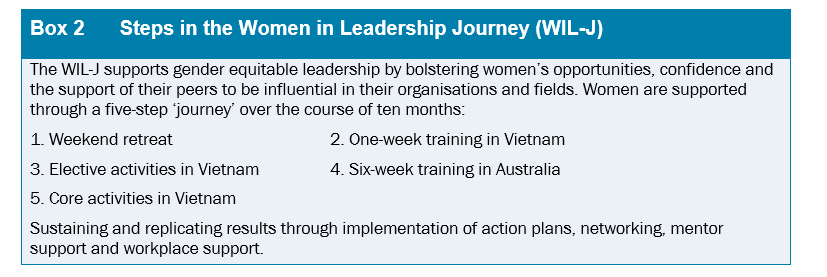 Box 2 Steps in the Women in Leadership Journey (WIL-J)
The WIL-J supports gender equitable leadership by bolstering women’s opportunities, confidence and
the support of their peers to be influential in their organisations and fields. Women are supported
through a five-step ‘journey’ over the course of ten months:
1. Weekend retreat 2. One-week training in Vietnam
3. Elective activities in Vietnam 4. Six-week training in Australia
5. Core activities in Vietnam
Sustaining and replicating results through implementation of action plans, networking, mentor
support and workplace support.